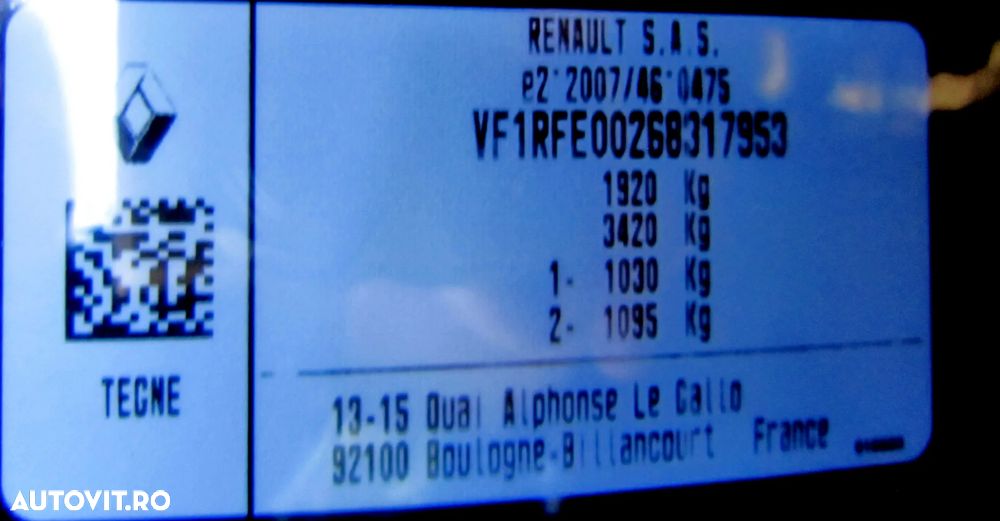 RENAULT S.A.S.
e2*2007/46*0475
VF1RFE00268317953
1920 Kg
3420 Kg
1- 1030 Kg
2- 1095 Kg
TEGNE
13-15 Quai Alphonse Le Gallo
92100 Boulogne-Billancourt France
AUTOVIT.RO